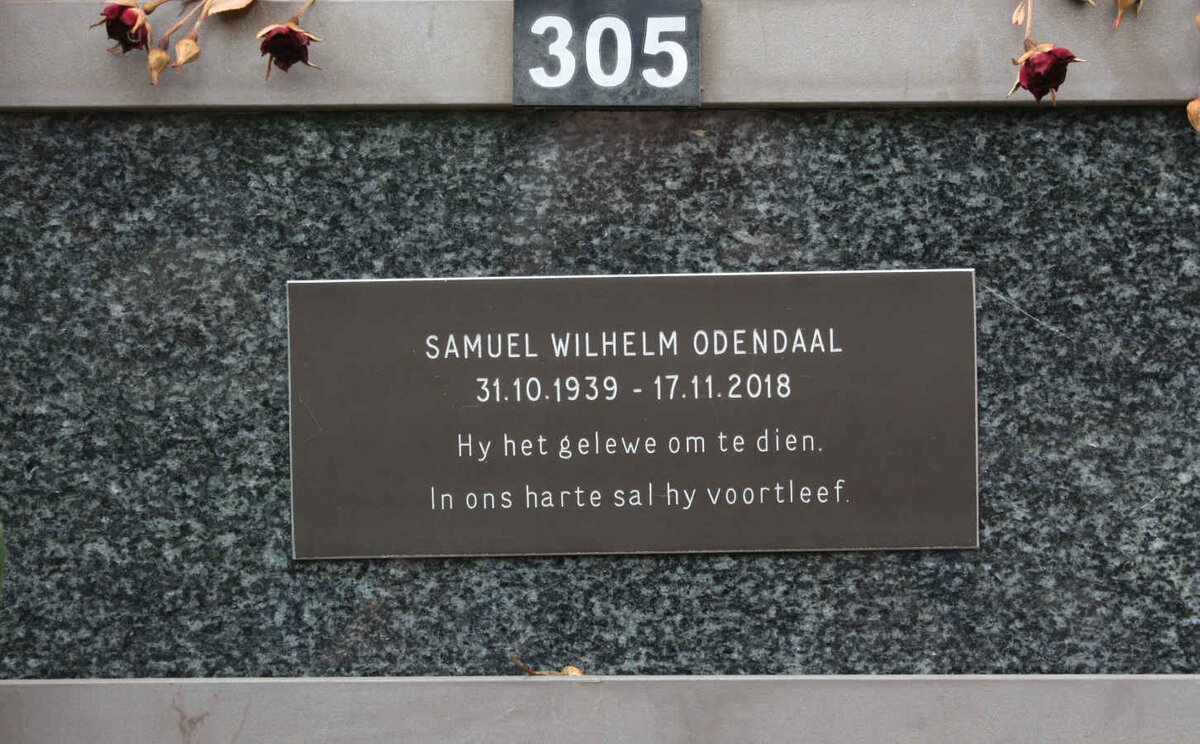 305
SAMUEL WILHELM ODENDAAL
31.10.1939 - 17.11.2018
Hy het gelewe om te dien.
In ons harte sal hy voortleef.